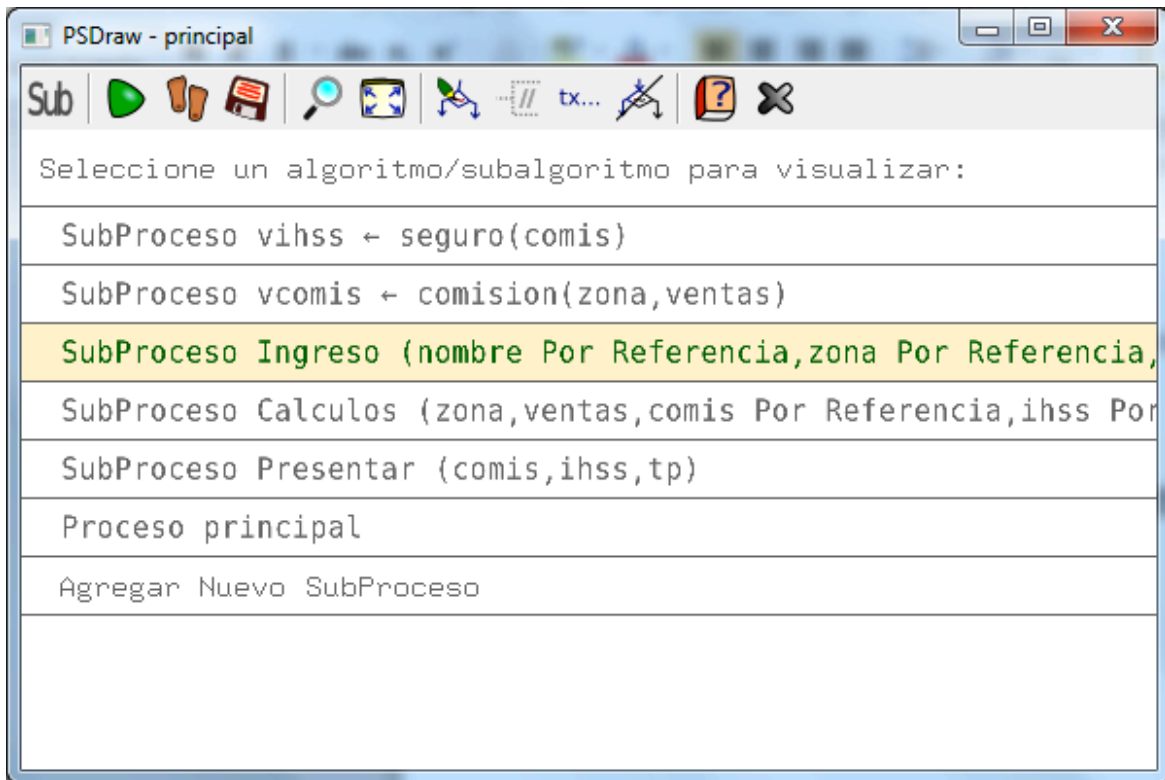 PSDraw - principal
Sub tx...
Seleccione un algoritmo/subalgoritmo para visualizar:
SubProceso vihss ← seguro(comis)
SubProceso vcomis ← comision(zona,ventas)
SubProceso Ingreso (nombre Por Referencia,zona Por Referencia,
SubProceso Calculos (zona,ventas,comis Por Referencia,ihss Por
SubProceso Presentar (comis,ihss,tp)
Proceso principal
Agregar Nuevo SubProceso